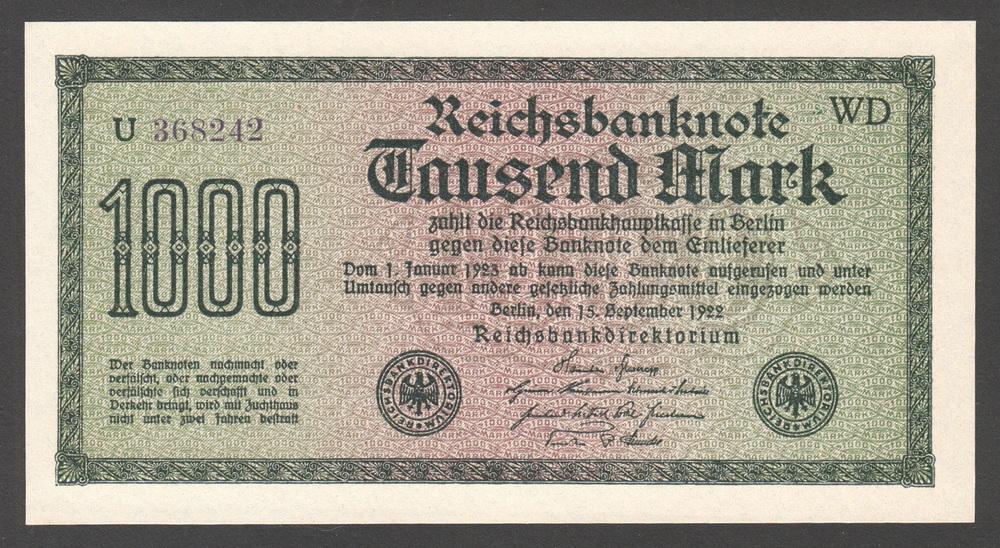 U 368242
WD
Reichsbanknote
Tausend Mark
1000
zahlt die Reichsbankhauptkasse in Berlin
gegen diese Banknote dem Einlieferer
Vom 1. Januar 1923 ab kann diese Banknote aufgerufen und unter
Umtausch gegen andere gesetzliche Zahlungsmittel eingezogen werden
Berlin, den 15. September 1922
Reichsbankdirektorium
Wer Banknoten nachmacht oder
verfälscht, oder nachgemachte oder
verfälschte sich verschafft und in
Verkehr bringt, wird mit Zuchthaus
nicht unter zwei Jahren bestraft
REICHSBANKDIREKTORIUM
REICHSBANKDIREKTORIUM